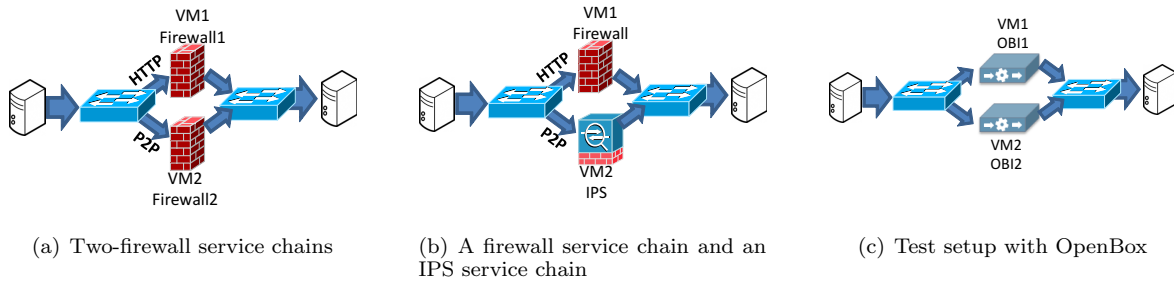 VM1
Firewall1
HTTP
P2P
VM2
Firewall2
(a) Two-firewall service chains
VM1
Firewall
HTTP
P2P
VM2
IPS
(b) A firewall service chain and an
IPS service chain
VM1
OBI1
VM2
OBI2
(c) Test setup with OpenBox